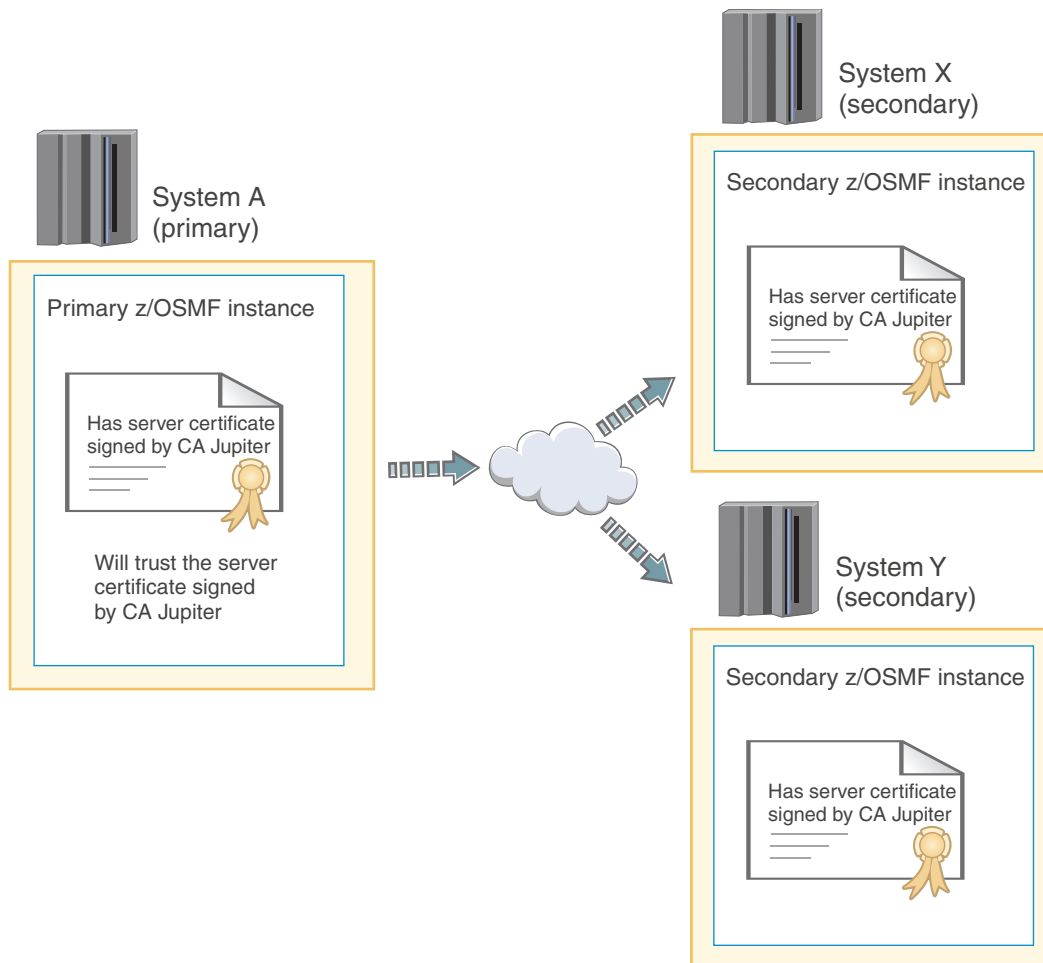 System A
(primary)
Primary z/OSMF instance
Has server certificate
signed by CA Jupiter
Will trust the server
certificate signed
by CA Jupiter
System X
(secondary)
Secondary z/OSMF instance
Has server certificate
signed by CA Jupiter
System Y
(secondary)
Secondary z/OSMF instance
Has server certificate
signed by CA Jupiter